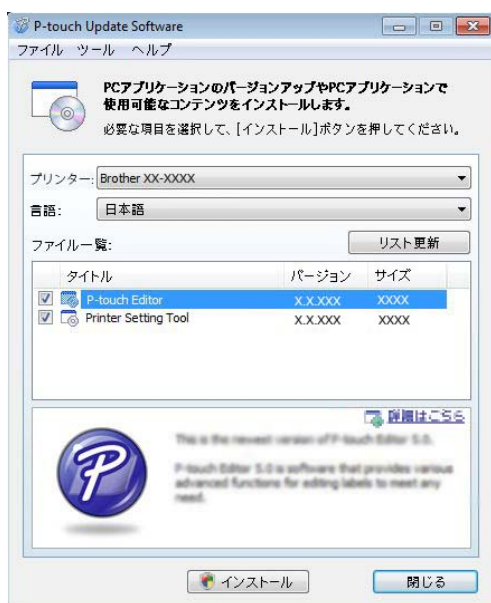 P-touch Update Software
ファイル ツール ヘルプ
PCアプリケーションのバージョンアップやPCアプリケーションで
使用可能なコンテンツをインストールします。
必要な項目を選択して、[インストール]ボタンを押してください。
プリンター: Brother XX-XXXX
言語: 日本語
ファイル一覧: リスト更新
タイトル バージョン サイズ
P-touch Editor X.X.XXX XXXX
Printer Setting Tool X.X.XXX XXXX
詳細はこちら
This is the newest version of P-touch Editor 5.0.
P-touch Editor 5.0 is software that provides various
advanced functions for editing labels to meet any
need.
インストール 閉じる